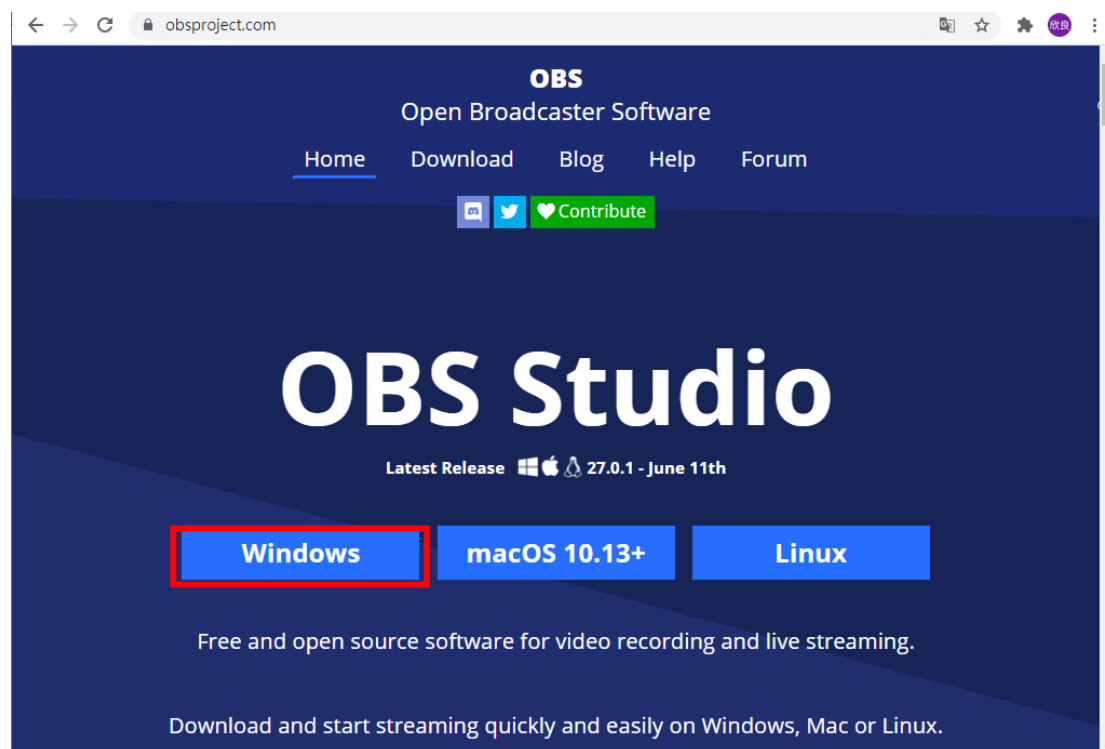 obsproject.com
欣良
OBS
Open Broadcaster Software
Home Download Blog Help Forum
Contribute
OBS Studio
Latest Release 27.0.1 - June 11th
Windows macOS 10.13+ Linux
Free and open source software for video recording and live streaming.
Download and start streaming quickly and easily on Windows, Mac or Linux.